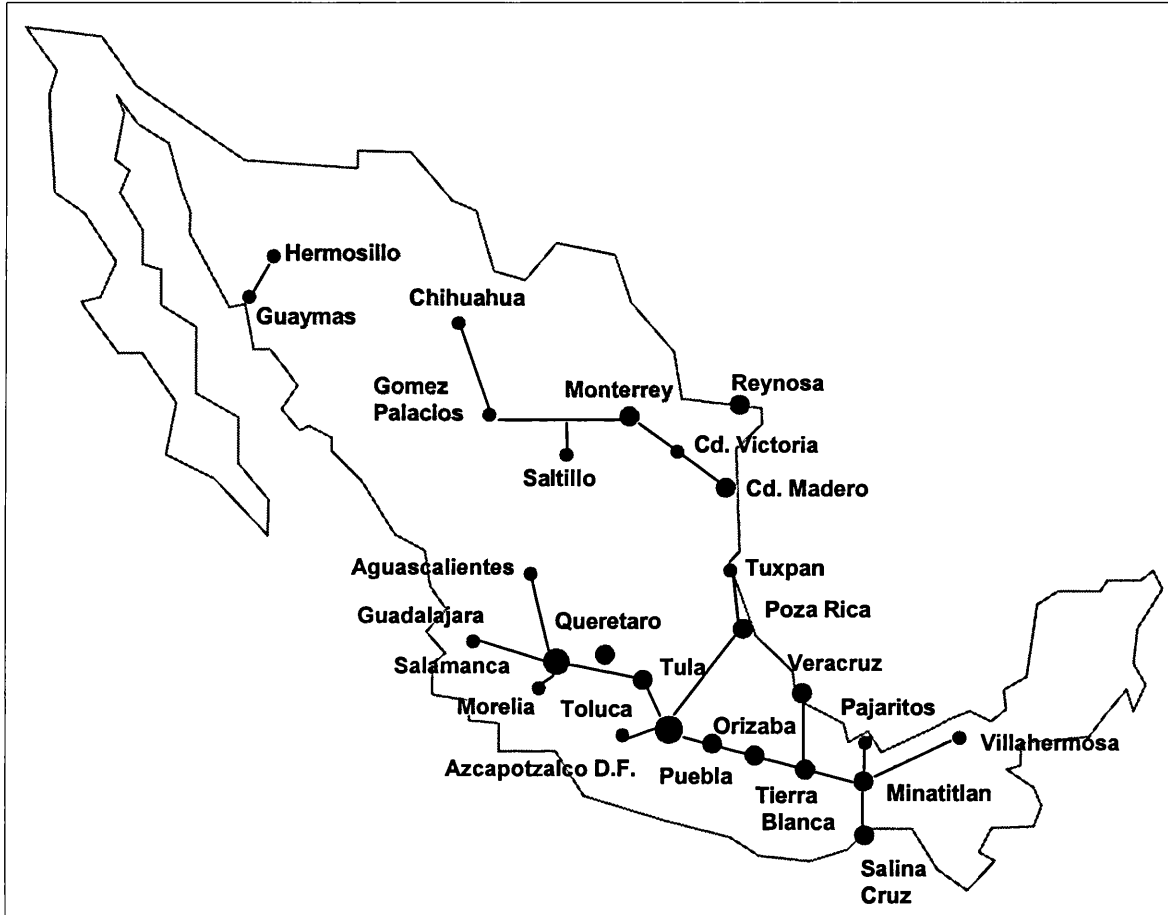 Hermosillo
Guaymas
Chihuahua
Gomez
Palacios
Monterrey
Reynosa
Cd. Victoria
Saltillo
Cd. Madero
Aguascalientes
Tuxpan
Guadalajara
Queretaro
Poza Rica
Salamanca
Tula
Veracruz
Morelia
Toluca
Orizaba
Pajaritos
Villahermosa
Azcapotzalco D.F.
Puebla
Tierra
Blanca
Minatitlan
Salina
Cruz